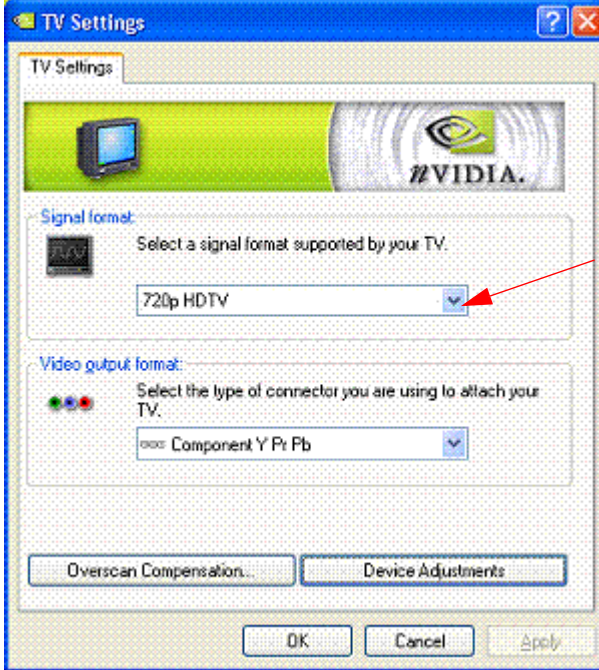 TV Settings
TV Settings
nVIDIA.
Signal format:
Select a signal format supported by your TV.
720p HDTV
Video output format:
Select the type of connector you are using to attach your
TV.
Component Y Pr Pb
Overscan Compensation...
Device Adjustments
OK
Cancel
Apply